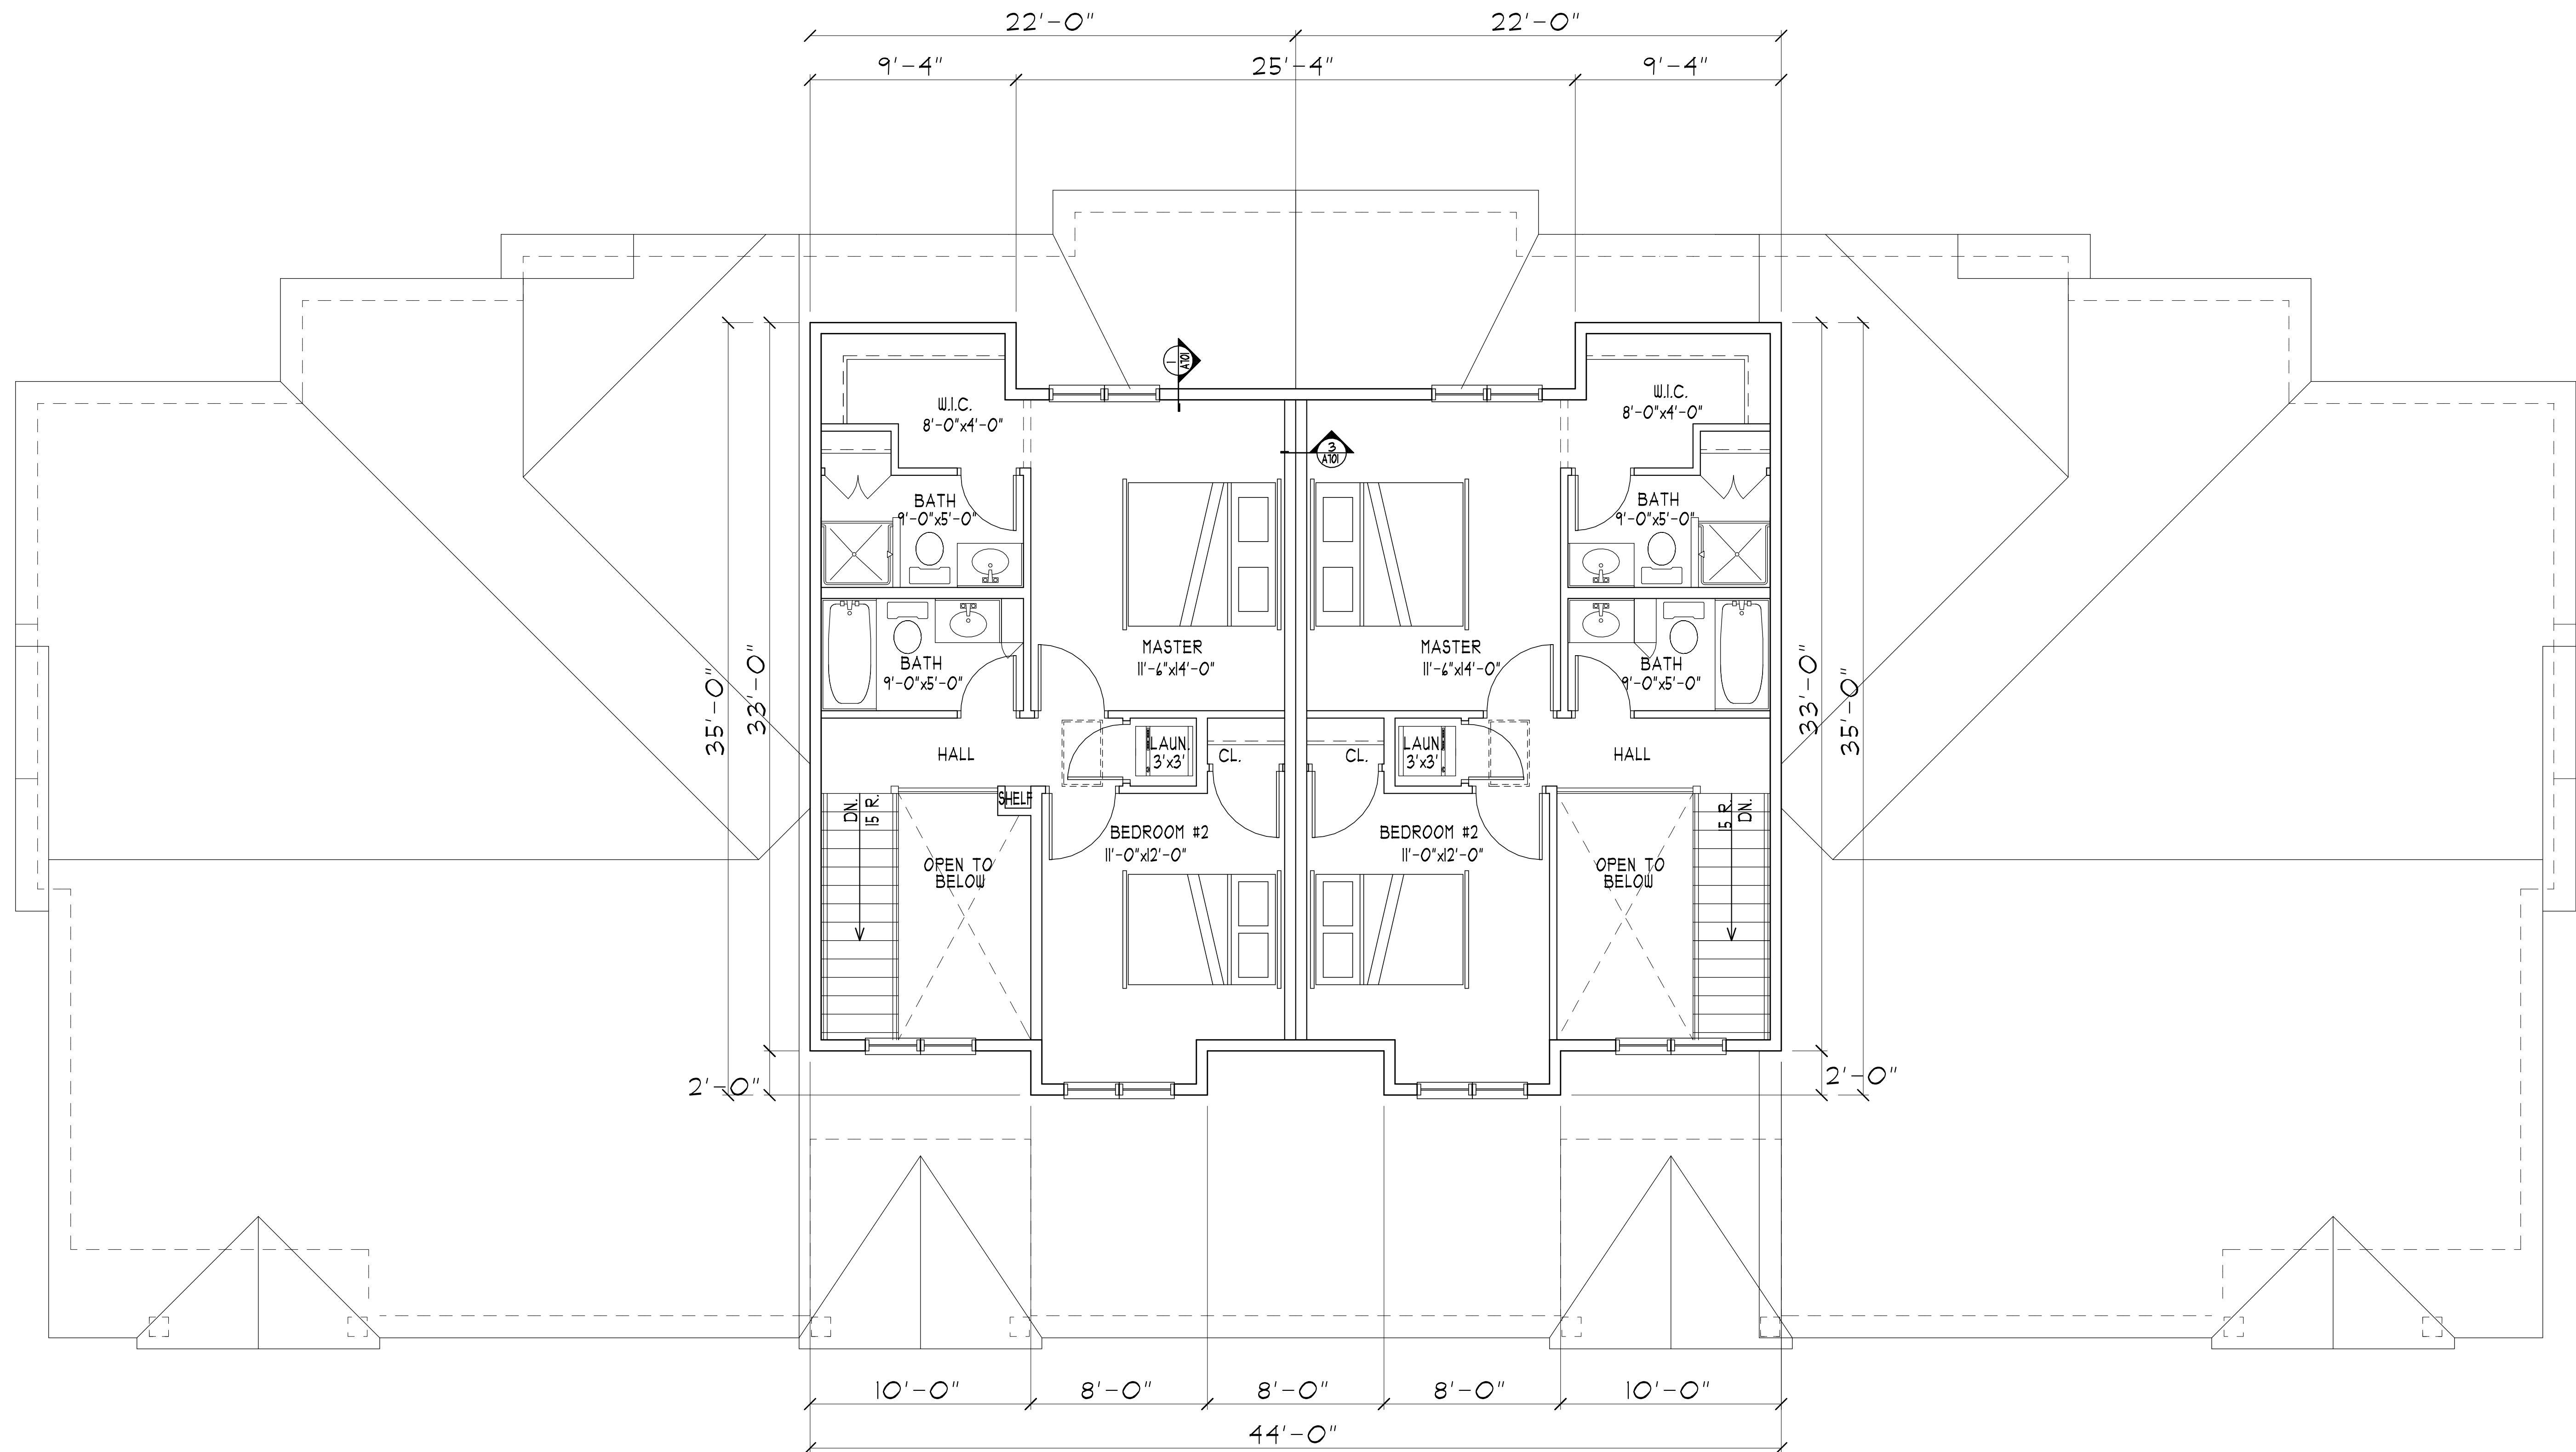 22'-0" 22'-0"
9'-4" 25'-4" 9'-4"
1
A701
W.I.C.
8'-0"x4'-0"
W.I.C.
8'-0"x4'-0"
3
A701
BATH
9'-0"x5'-0"
BATH
9'-0"x5'-0"
MASTER
11'-6"x14'-0"
MASTER
11'-6"x14'-0"
BATH
9'-0"x5'-0"
BATH
9'-0"x5'-0"
35'-0"
33'-0"
33'-0"
35'-0"
HALL
LAUN.
3'x3'
CL.
CL.
LAUN.
3'x3'
HALL
SHELF
DN.
15 R.
15 R.
DN.
BEDROOM #2
11'-0"x12'-0"
BEDROOM #2
11'-0"x12'-0"
OPEN TO
BELOW
OPEN TO
BELOW
2'-0"
2'-0"
10'-0" 8'-0" 8'-0" 8'-0" 10'-0"
44'-0"